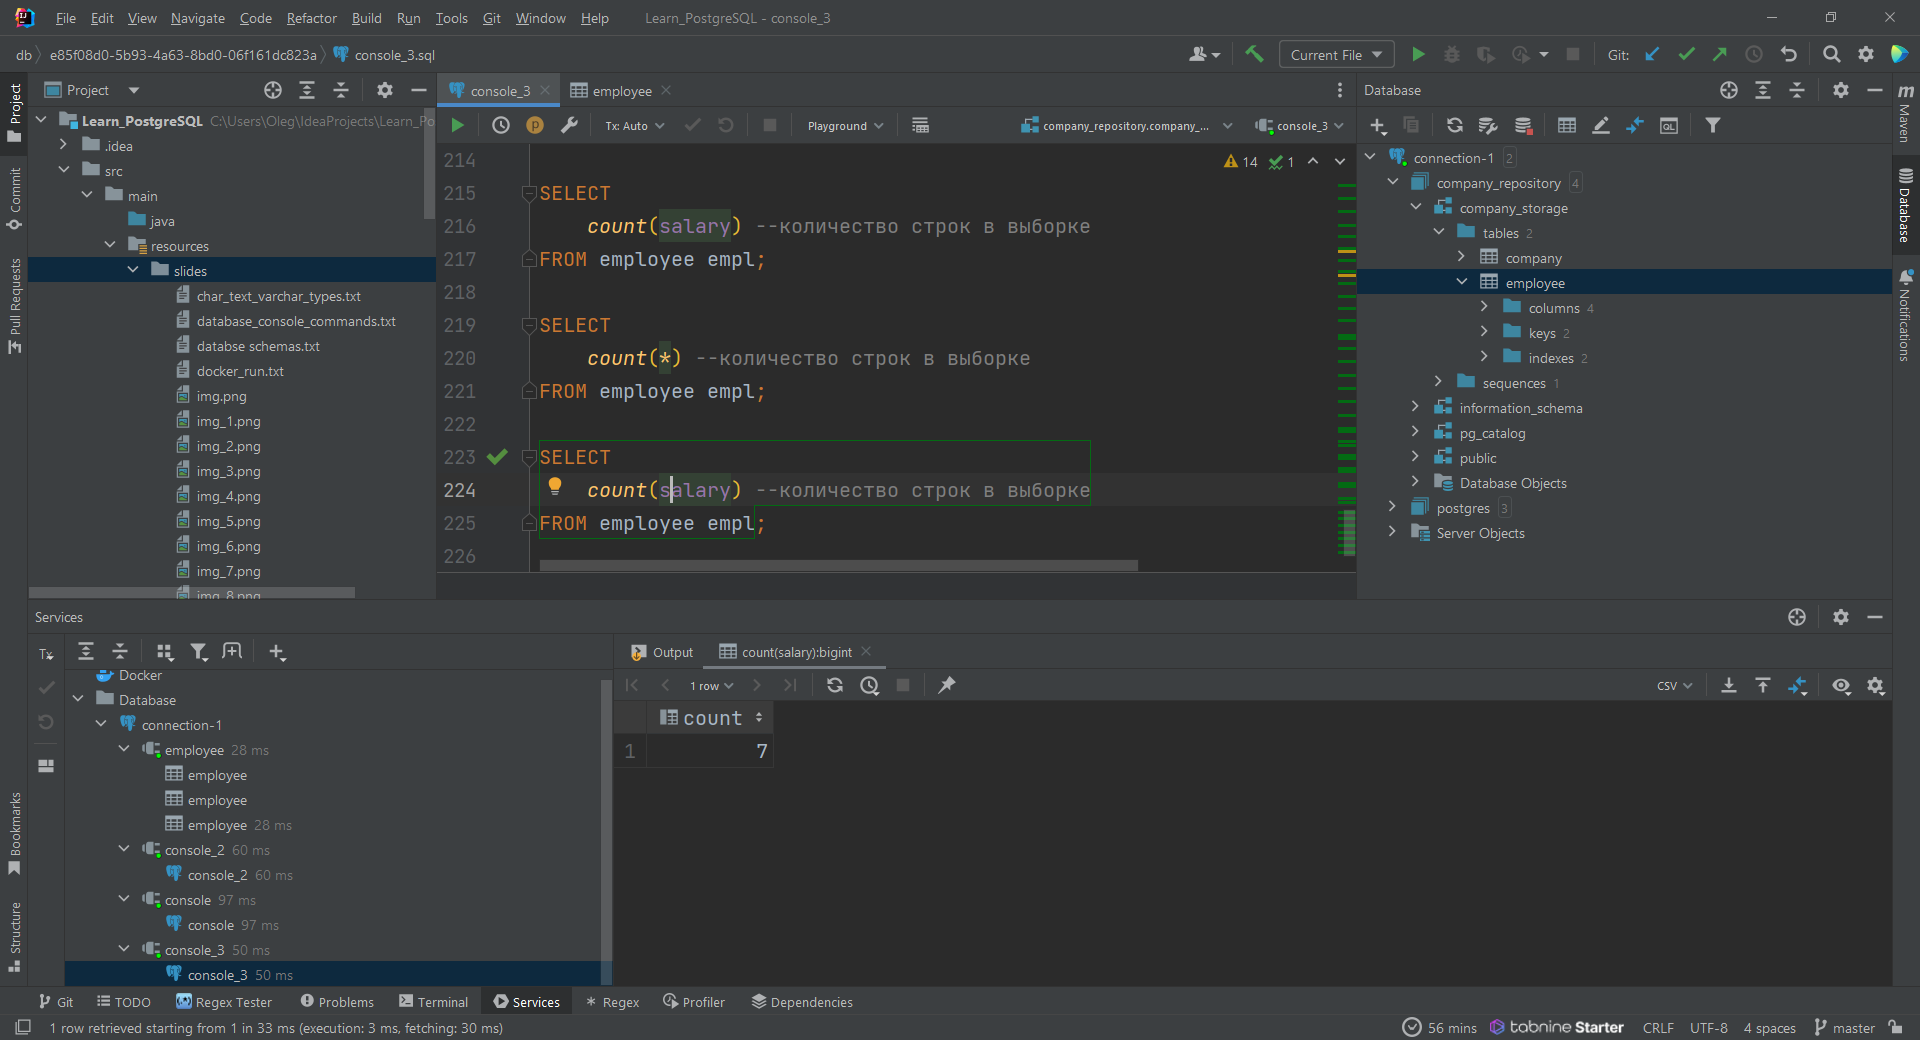 File Edit View Navigate Code Refactor Build Run Tools Git Window Help Learn_PostgreSQL - console_3
db e85f08d0-5b93-4a63-8bd0-06f161dc823a console_3.sql Current File Git:
Project
console_3 employee
Database
Learn_PostgreSQL C:\Users\Oleg\IdeaProjects\Learn_Po
.idea
src
main
java
resources
slides
char_text_varchar_types.txt
database_console_commands.txt
databse schemas.txt
docker_run.txt
img.png
img_1.png
img_2.png
img_3.png
img_4.png
img_5.png
img_6.png
img_7.png
img_8.png
Tx: Auto Playground company_repository.company_... console_3
14 1
214
215 SELECT
216 count(salary) --количество строк в выборке
217 FROM employee empl;
218
219 SELECT
220 count(*) --количество строк в выборке
221 FROM employee empl;
222
223 SELECT
224 count(salary) --количество строк в выборке
225 FROM employee empl;
226
connection-1 2
company_repository 4
company_storage
tables 2
company
employee
columns 4
keys 2
indexes 2
sequences 1
information_schema
pg_catalog
public
Database Objects
postgres 3
Server Objects
Project
Commit
Pull Requests
Bookmarks
Structure
Maven
Database
Notifications
Services
Tx
Docker
Database
connection-1
employee 28 ms
employee
employee
employee 28 ms
console_2 60 ms
console_2 60 ms
console 97 ms
console 97 ms
console_3 50 ms
console_3 50 ms
Output count(salary):bigint
1 row CSV
count
1 7
Git TODO Regex Tester Problems Terminal Services Regex Profiler Dependencies
1 row retrieved starting from 1 in 33 ms (execution: 3 ms, fetching: 30 ms) 56 mins tabnine Starter CRLF UTF-8 4 spaces master